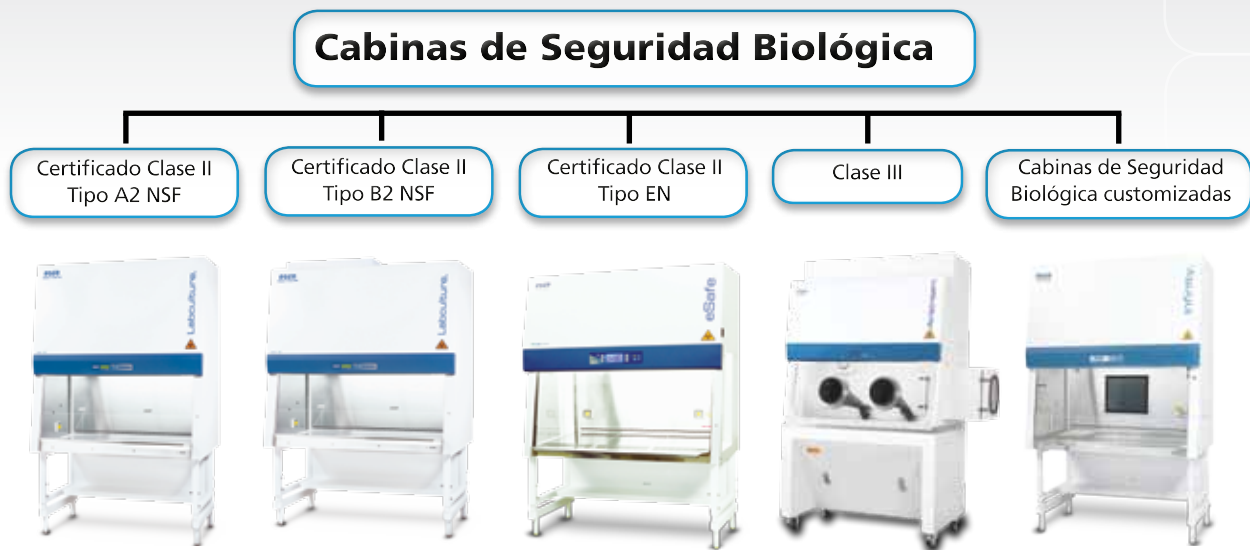 Cabinas de Seguridad Biológica
Certificado Clase II
Tipo A2 NSF
Certificado Clase II
Tipo B2 NSF
Certificado Clase II
Tipo EN
Clase III
Cabinas de Seguridad
Biológica customizadas
Labculture
Labculture
eSafe